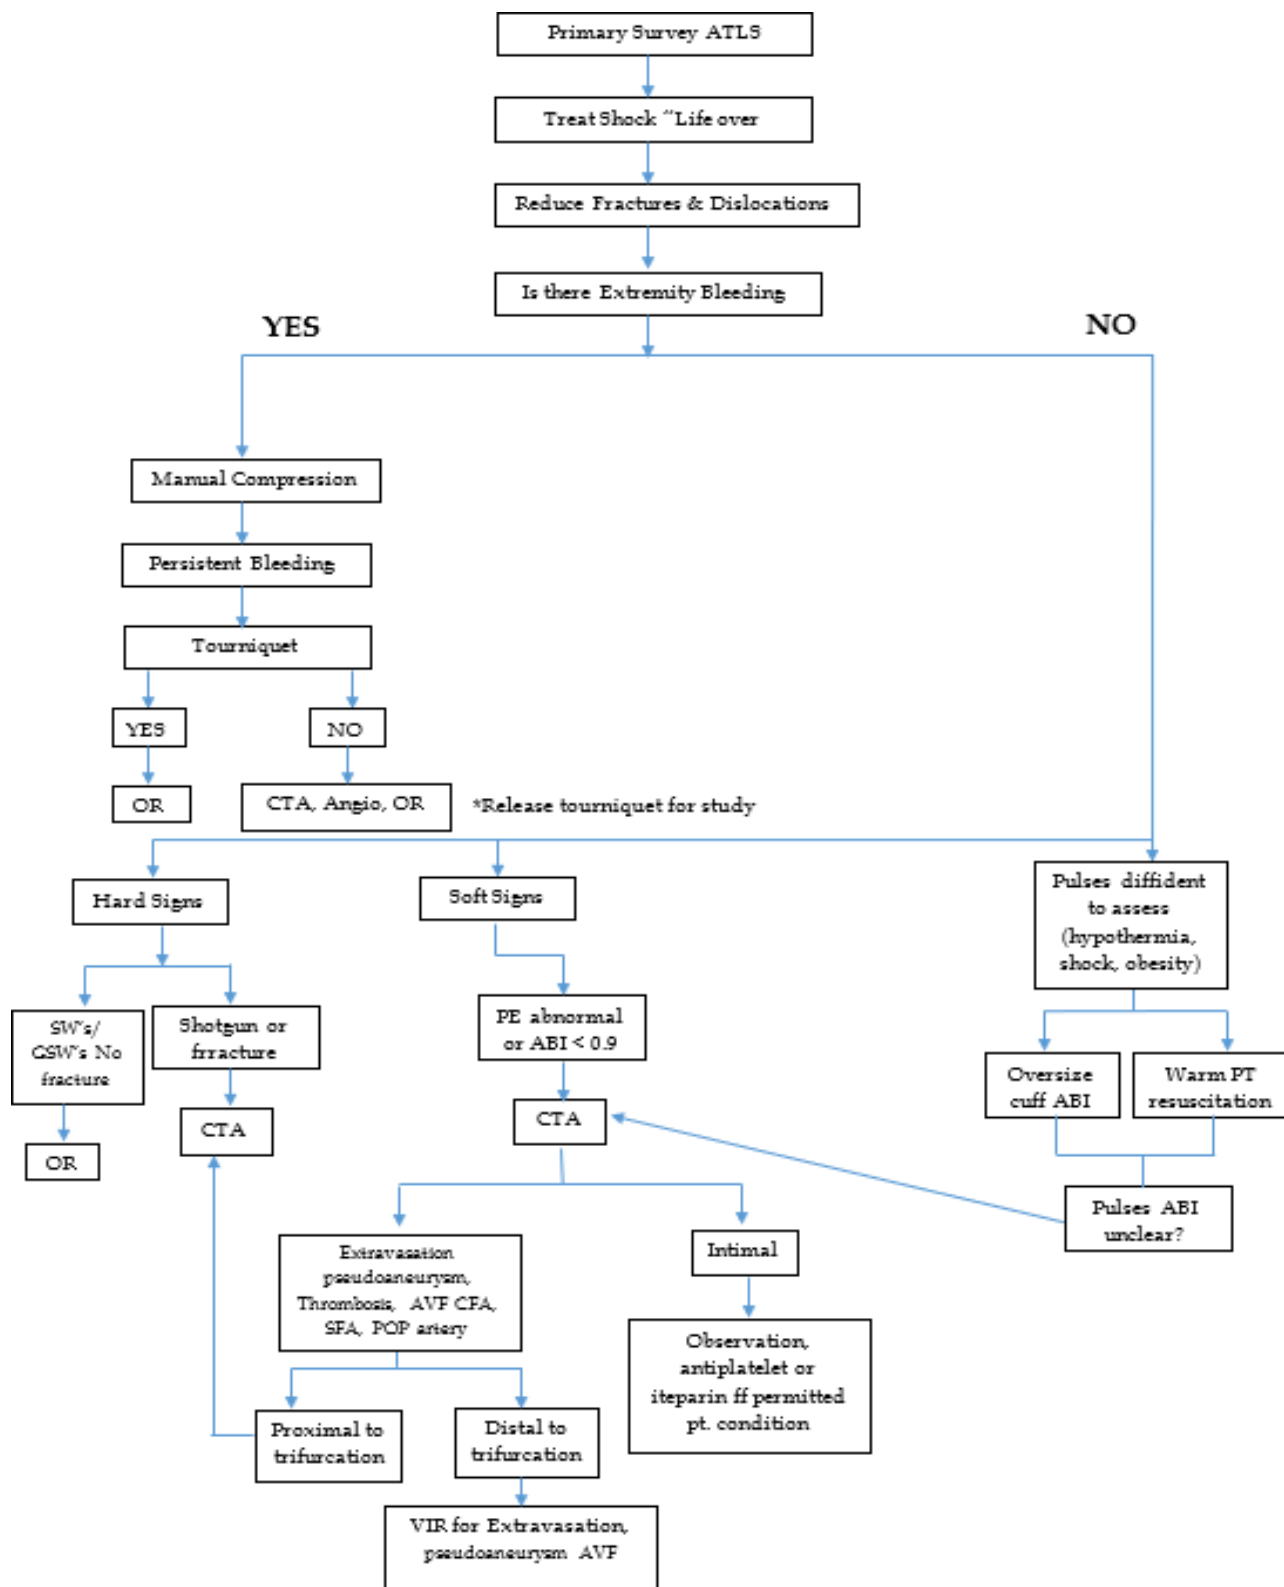 Primary Survey ATLS
Treat Shock "Life over
Reduce Fractures & Dislocations
Is there Extremity Bleeding
YES
NO
Manual Compression
Persistent Bleeding
Tourniquet
YES
NO
OR
CTA, Angio, OR
*Release tourniquet for study
Hard Signs
Soft Signs
Pulses diffident
to assess
(hypothermia,
shock, obesity)
SW's/
GSW's No
fracture
Shotgun or
frracture
PE abnormal
or ABI < 0.9
Oversize
cuff ABI
Warm PT
resuscitation
OR
CTA
CTA
Pulses ABI
unclear?
Extravasation
pseudoaneurysm,
Thrombosis, AVF CFA,
SFA, POP artery
Intimal
Observation,
antiplatelet or
iteparin ff permitted
pt. condition
Proximal to
trifurcation
Distal to
trifurcation
VIR for Extravasation,
pseudoaneurysm AVF